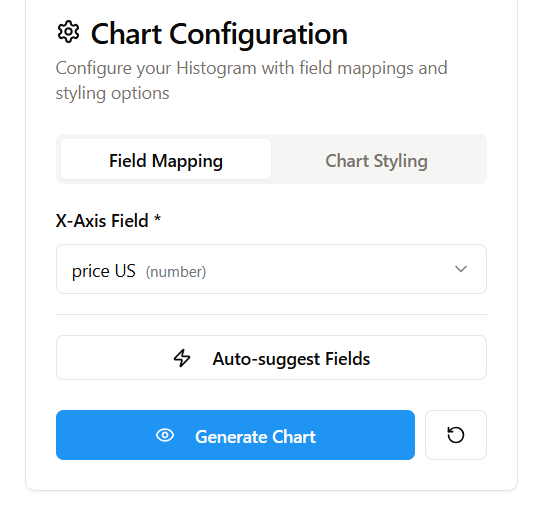 Chart Configuration
Configure your Histogram with field mappings and
styling options
Field Mapping
Chart Styling
X-Axis Field *
price US (number)
Auto-suggest Fields
Generate Chart